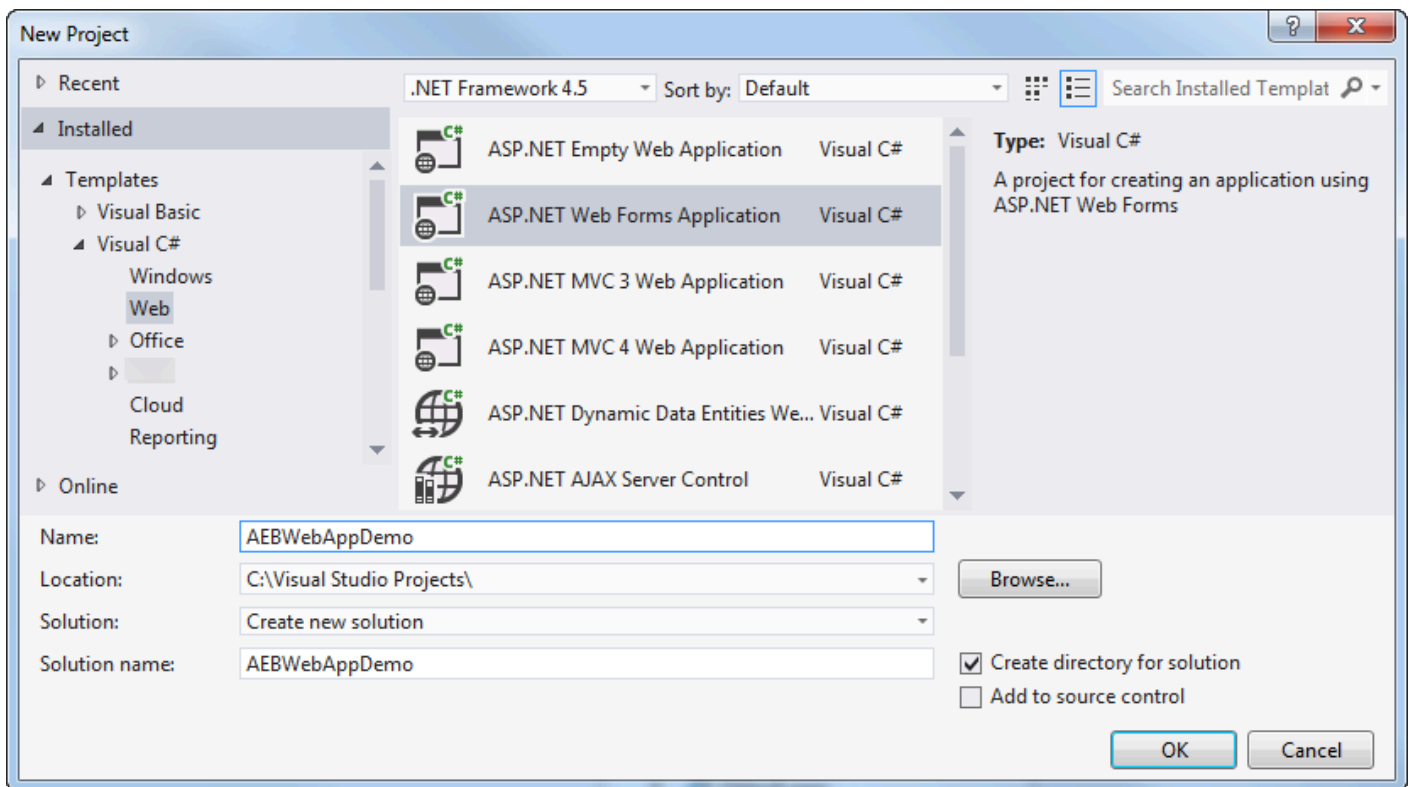 New Project
Recent
.NET Framework 4.5
Sort by:
Default
Search Installed Templat
Installed
Templates
Visual Basic
Visual C#
Windows
Web
Office
Cloud
Reporting
Online
C#
ASP.NET Empty Web Application
Visual C#
C#
ASP.NET Web Forms Application
Visual C#
C#
ASP.NET MVC 3 Web Application
Visual C#
C#
ASP.NET MVC 4 Web Application
Visual C#
C#
ASP.NET Dynamic Data Entities We...
Visual C#
C#
ASP.NET AJAX Server Control
Visual C#
Type: Visual C#
A project for creating an application using
ASP.NET Web Forms
Name:
AEBWebAppDemo
Location:
C:\Visual Studio Projects\
Browse...
Solution:
Create new solution
Solution name:
AEBWebAppDemo
Create directory for solution
Add to source control
OK
Cancel